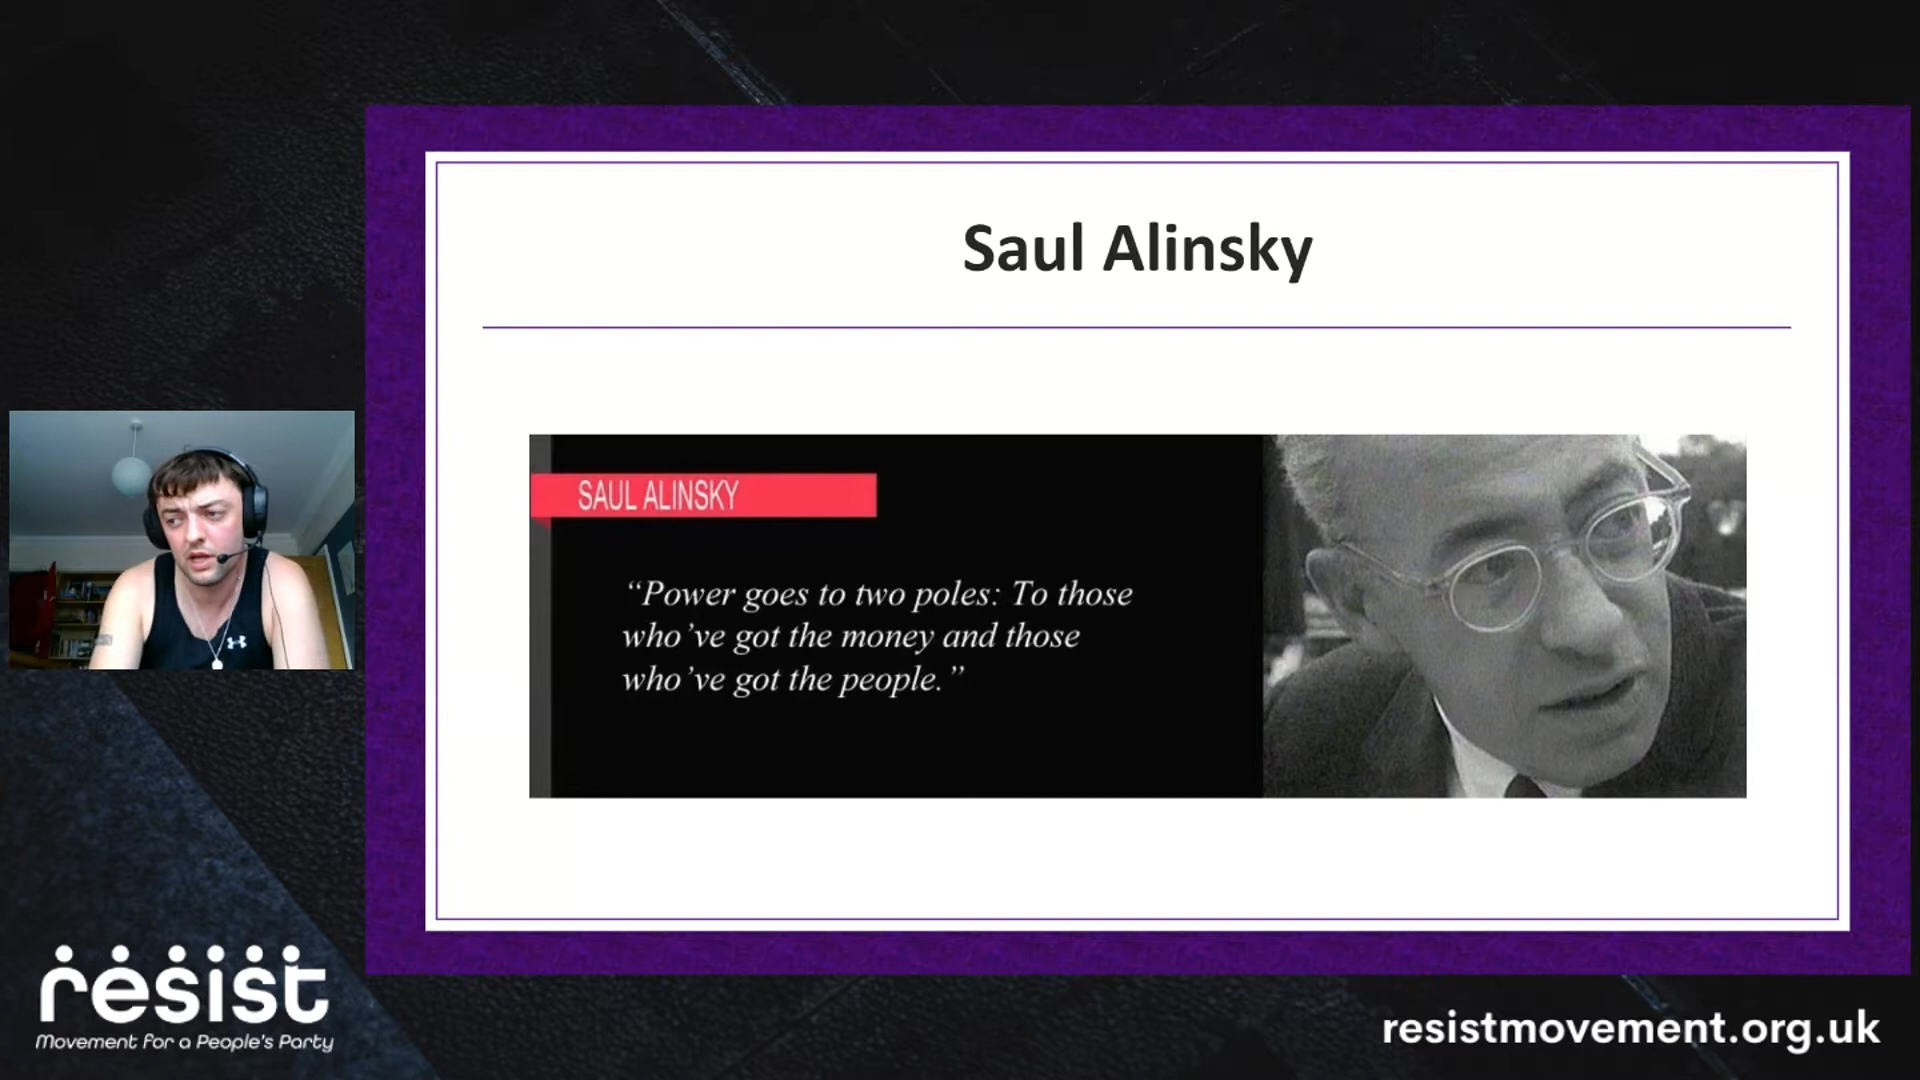 Saul Alinsky
SAUL ALINSKY
“Power goes to two poles: To those
who’ve got the money and those
who’ve got the people.”
resist
Movement for a People's Party
resistmovement.org.uk